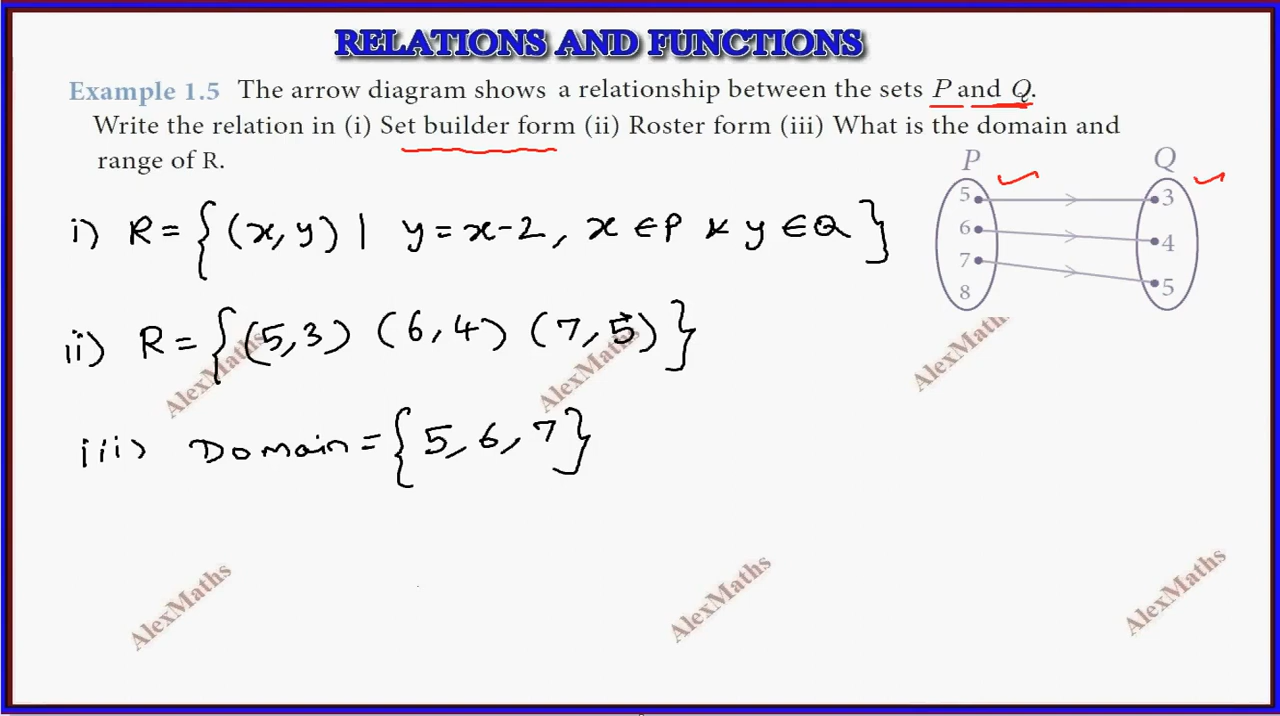 RELATIONS AND FUNCTIONS
Example 1.5 The arrow diagram shows a relationship between the sets P and Q.
Write the relation in (i) Set builder form (ii) Roster form (iii) What is the domain and
range of R.
P Q
5 3
6 4
7 5
8
i) R = {(x, y) | y = x-2, x ∈ P & y ∈ Q}
ii) R = {(5,3) (6,4) (7,5)}
iii) Domain = {5, 6, 7}
AlexMaths
AlexMaths
AlexMaths
AlexMaths
AlexMaths
AlexMaths